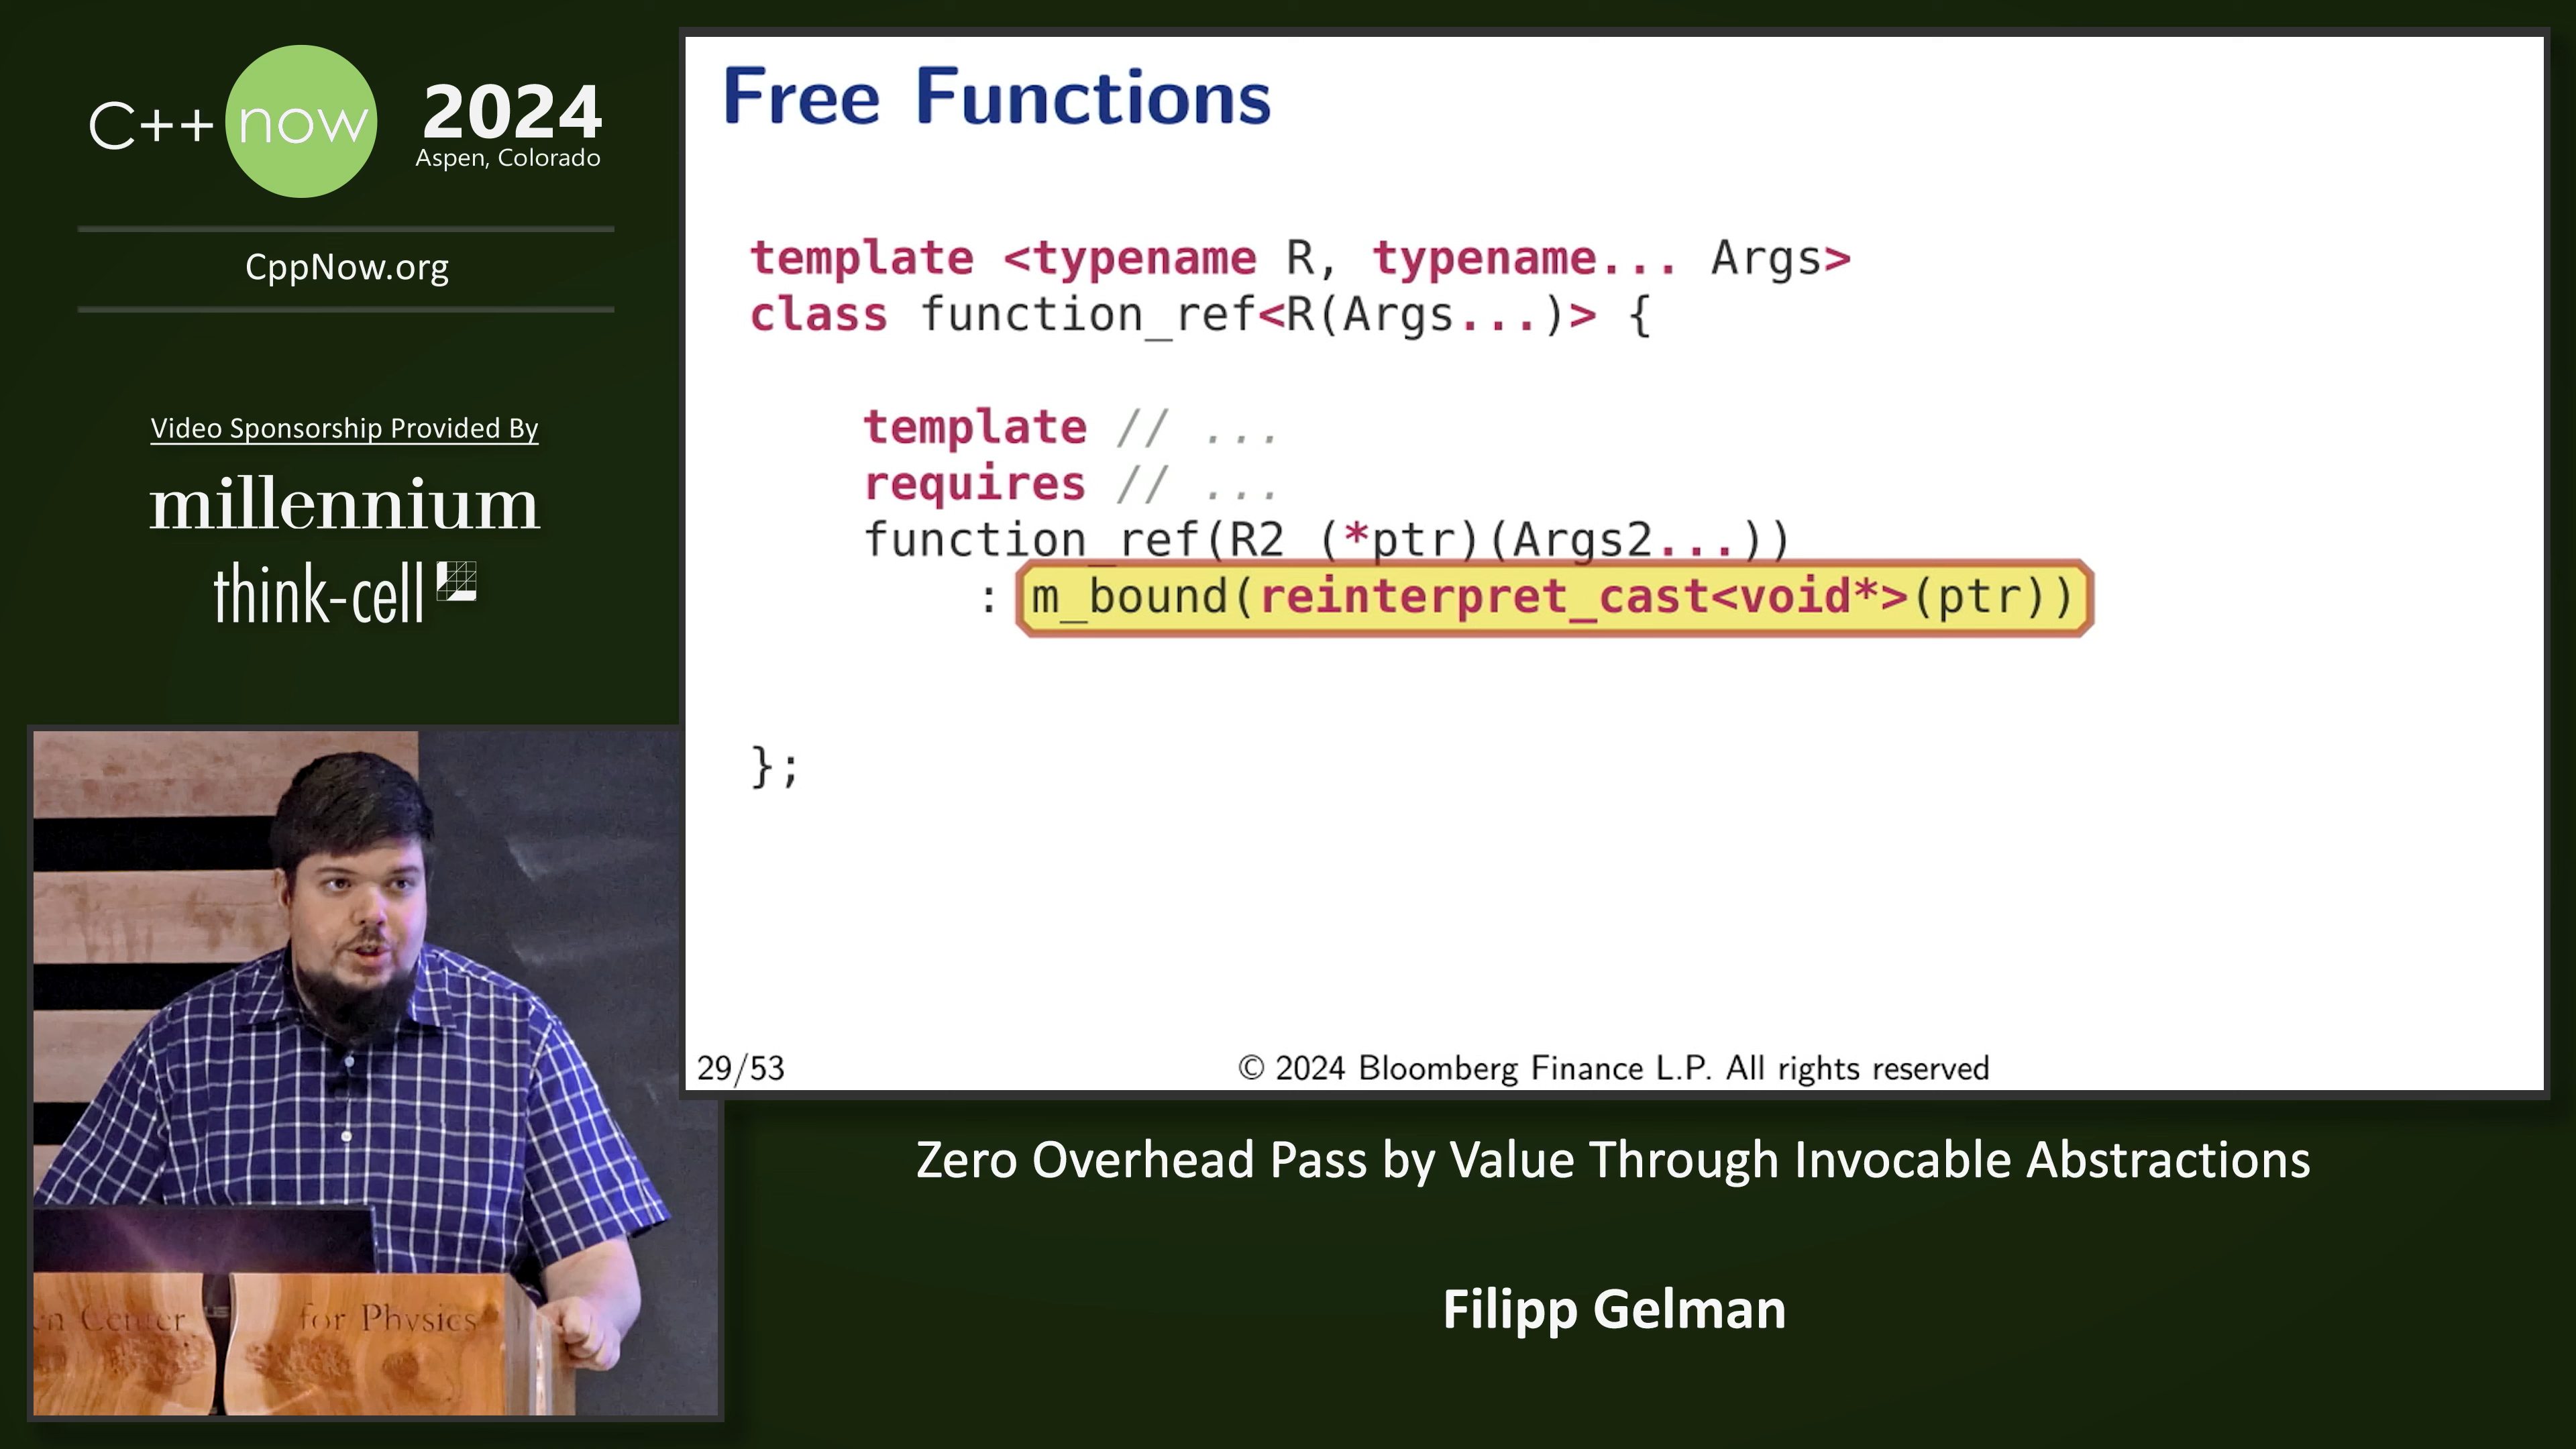 C++ now 2024
Aspen, Colorado
CppNow.org
Video Sponsorship Provided By
millennium
think-cell
Free Functions
template <typename R, typename... Args>
class function_ref<R(Args...)> {
template // ...
requires // ...
function_ref(R2 (*ptr)(Args2...))
: m_bound(reinterpret_cast<void*>(ptr))
};
29/53
© 2024 Bloomberg Finance L.P. All rights reserved
Center
for Physics
Zero Overhead Pass by Value Through Invocable Abstractions
Filipp Gelman